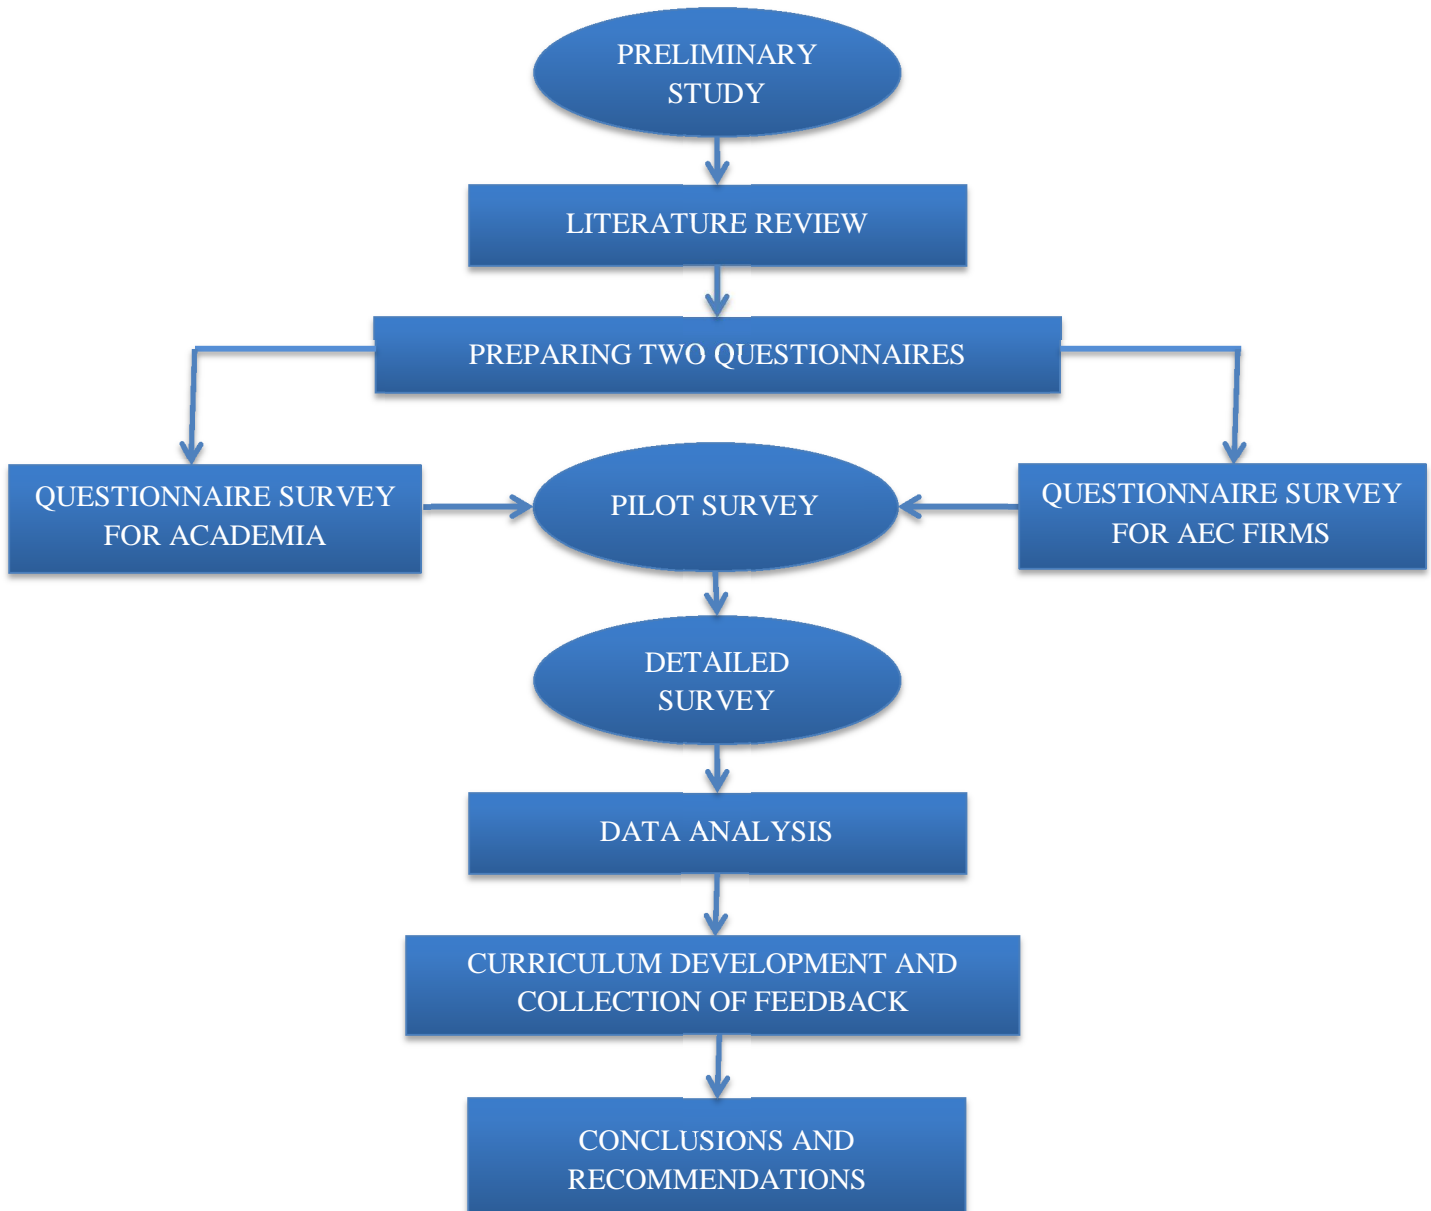 PRELIMINARY
STUDY
LITERATURE REVIEW
PREPARING TWO QUESTIONNAIRES
QUESTIONNAIRE SURVEY
FOR ACADEMIA
PILOT SURVEY
QUESTIONNAIRE SURVEY
FOR AEC FIRMS
DETAILED
SURVEY
DATA ANALYSIS
CURRICULUM DEVELOPMENT AND
COLLECTION OF FEEDBACK
CONCLUSIONS AND
RECOMMENDATIONS